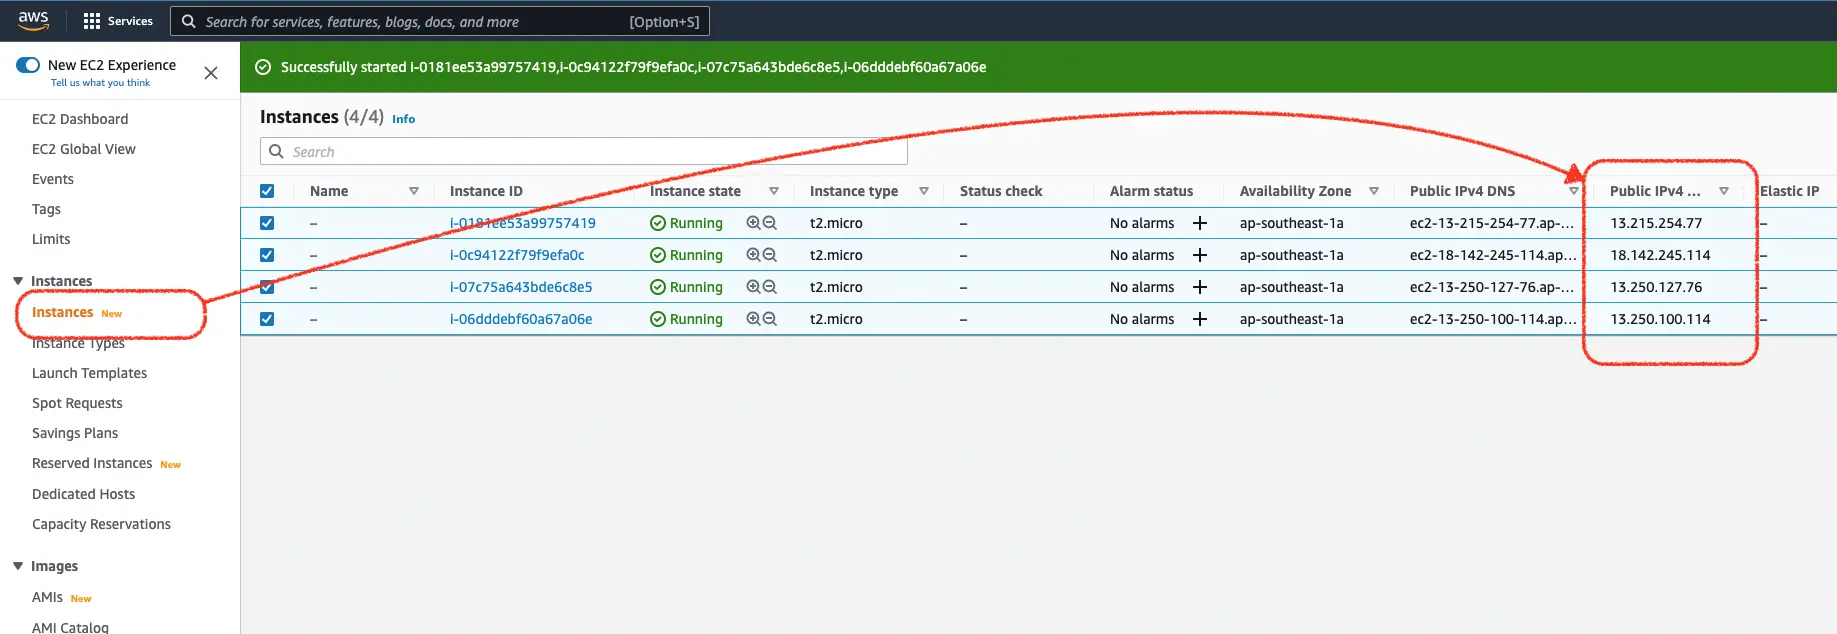 aws Services Search for services, features, blogs, docs, and more [Option+S]
New EC2 Experience
Tell us what you think
Successfully started i-0181ee53a99757419,i-0c94122f79f9efa0c,i-07c75a643bde6c8e5,i-06dddebf60a67a06e
EC2 Dashboard
EC2 Global View
Events
Tags
Limits
Instances
Instances New
Instance Types
Launch Templates
Spot Requests
Savings Plans
Reserved Instances New
Dedicated Hosts
Capacity Reservations
Images
AMIs New
AMI Catalog
Instances (4/4) Info
Search
Name Instance ID Instance state Instance type Status check Alarm status Availability Zone Public IPv4 DNS Public IPv4 ... Elastic IP
– i-0181ee53a99757419 Running t2.micro – No alarms + ap-southeast-1a ec2-13-215-254-77.ap-... 13.215.254.77 –
– i-0c94122f79f9efa0c Running t2.micro – No alarms + ap-southeast-1a ec2-18-142-245-114.ap... 18.142.245.114 –
– i-07c75a643bde6c8e5 Running t2.micro – No alarms + ap-southeast-1a ec2-13-250-127-76.ap-... 13.250.127.76 –
– i-06dddebf60a67a06e Running t2.micro – No alarms + ap-southeast-1a ec2-13-250-100-114.ap... 13.250.100.114 –